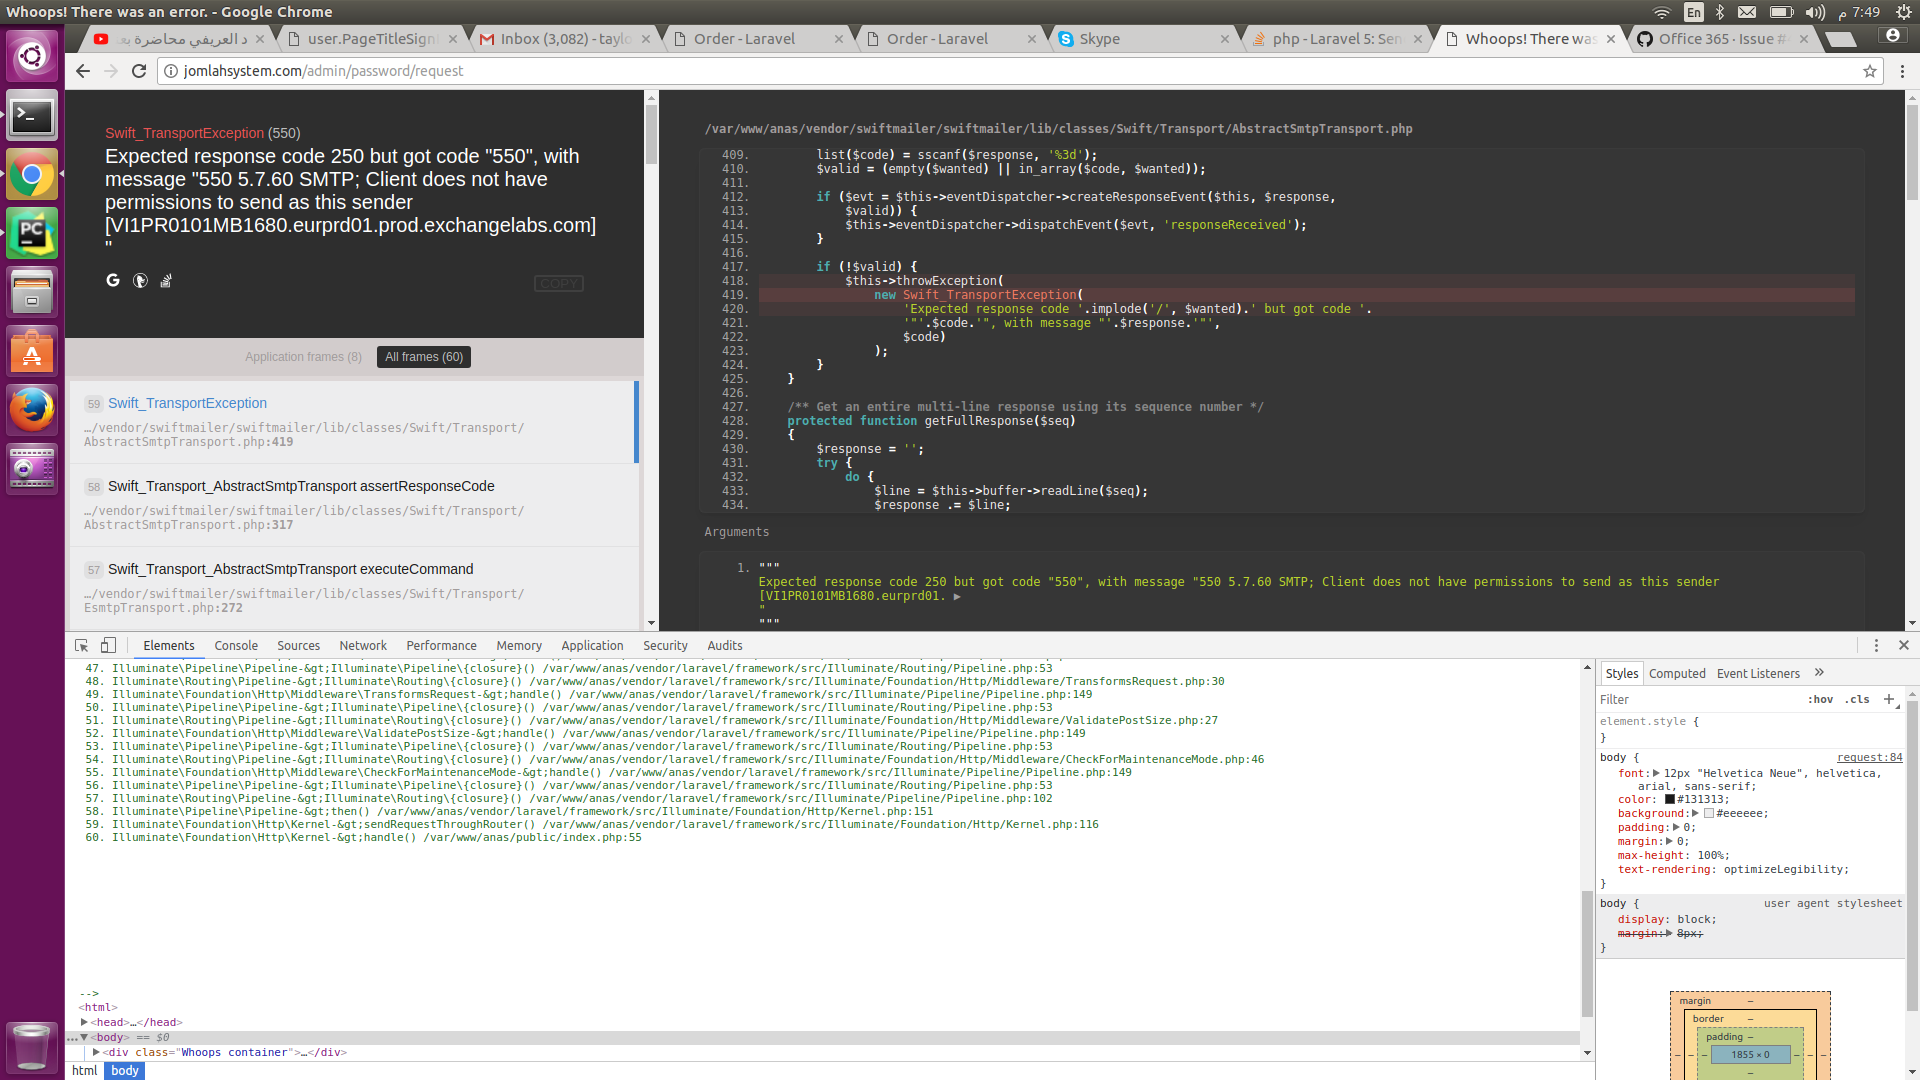 Whoops! There was an error. - Google Chrome
En
7:49 م
د العريفي محاضرة بعـ
user.PageTitleSign
Inbox (3,082) - taylo
Order - Laravel
Order - Laravel
Skype
php - Laravel 5: Sen
Whoops! There was
Office 365 · Issue #
jomlahsystem.com/admin/password/request
Swift_TransportException (550)
Expected response code 250 but got code "550", with
message "550 5.7.60 SMTP; Client does not have
permissions to send as this sender
[VI1PR0101MB1680.eurprd01.prod.exchangelabs.com]
"
COPY
Application frames (8)
All frames (60)
59 Swift_TransportException
…/vendor/swiftmailer/swiftmailer/lib/classes/Swift/Transport/
AbstractSmtpTransport.php:419
58 Swift_Transport_AbstractSmtpTransport assertResponseCode
…/vendor/swiftmailer/swiftmailer/lib/classes/Swift/Transport/
AbstractSmtpTransport.php:317
57 Swift_Transport_AbstractSmtpTransport executeCommand
…/vendor/swiftmailer/swiftmailer/lib/classes/Swift/Transport/
EsmtpTransport.php:272
/var/www/anas/vendor/swiftmailer/swiftmailer/lib/classes/Swift/Transport/AbstractSmtpTransport.php
409. list($code) = sscanf($response, '%3d');
410. $valid = (empty($wanted) || in_array($code, $wanted));
411.
412. if ($evt = $this->eventDispatcher->createResponseEvent($this, $response,
413. $valid)) {
414. $this->eventDispatcher->dispatchEvent($evt, 'responseReceived');
415. }
416.
417. if (!$valid) {
418. $this->throwException(
419. new Swift_TransportException(
420. 'Expected response code '.implode('/', $wanted).' but got code '.
421. '"'.$code.'", with message "'.$response.'"',
422. $code)
423. );
424. }
425. }
426.
427. /** Get an entire multi-line response using its sequence number */
428. protected function getFullResponse($seq)
429. {
430. $response = '';
431. try {
432. do {
433. $line = $this->buffer->readLine($seq);
434. $response .= $line;
Arguments
1. """
Expected response code 250 but got code "550", with message "550 5.7.60 SMTP; Client does not have permissions to send as this sender
[VI1PR0101MB1680.eurprd01. ▶
"
"""
Elements Console Sources Network Performance Memory Application Security Audits
47. Illuminate\Pipeline\Pipeline-&gt;Illuminate\Pipeline\{closure}() /var/www/anas/vendor/laravel/framework/src/Illuminate/Routing/Pipeline.php:53
48. Illuminate\Routing\Pipeline-&gt;Illuminate\Routing\{closure}() /var/www/anas/vendor/laravel/framework/src/Illuminate/Foundation/Http/Middleware/TransformsRequest.php:30
49. Illuminate\Foundation\Http\Middleware\TransformsRequest-&gt;handle() /var/www/anas/vendor/laravel/framework/src/Illuminate/Pipeline/Pipeline.php:149
50. Illuminate\Pipeline\Pipeline-&gt;Illuminate\Pipeline\{closure}() /var/www/anas/vendor/laravel/framework/src/Illuminate/Routing/Pipeline.php:53
51. Illuminate\Routing\Pipeline-&gt;Illuminate\Routing\{closure}() /var/www/anas/vendor/laravel/framework/src/Illuminate/Foundation/Http/Middleware/ValidatePostSize.php:27
52. Illuminate\Foundation\Http\Middleware\ValidatePostSize-&gt;handle() /var/www/anas/vendor/laravel/framework/src/Illuminate/Pipeline/Pipeline.php:149
53. Illuminate\Pipeline\Pipeline-&gt;Illuminate\Pipeline\{closure}() /var/www/anas/vendor/laravel/framework/src/Illuminate/Routing/Pipeline.php:53
54. Illuminate\Routing\Pipeline-&gt;Illuminate\Routing\{closure}() /var/www/anas/vendor/laravel/framework/src/Illuminate/Foundation/Http/Middleware/CheckForMaintenanceMode.php:46
55. Illuminate\Foundation\Http\Middleware\CheckForMaintenanceMode-&gt;handle() /var/www/anas/vendor/laravel/framework/src/Illuminate/Pipeline/Pipeline.php:149
56. Illuminate\Pipeline\Pipeline-&gt;Illuminate\Pipeline\{closure}() /var/www/anas/vendor/laravel/framework/src/Illuminate/Routing/Pipeline.php:53
57. Illuminate\Routing\Pipeline-&gt;Illuminate\Routing\{closure}() /var/www/anas/vendor/laravel/framework/src/Illuminate/Pipeline/Pipeline.php:102
58. Illuminate\Pipeline\Pipeline-&gt;then() /var/www/anas/vendor/laravel/framework/src/Illuminate/Foundation/Http/Kernel.php:151
59. Illuminate\Foundation\Http\Kernel-&gt;sendRequestThroughRouter() /var/www/anas/vendor/laravel/framework/src/Illuminate/Foundation/Http/Kernel.php:116
60. Illuminate\Foundation\Http\Kernel-&gt;handle() /var/www/anas/public/index.php:55
-->
<html>
▶<head>…</head>
…▼<body> == $0
▶<div class="Whoops container">…</div>
html body
Styles Computed Event Listeners »
Filter :hov .cls +
element.style {
}
body { request:84
font:▶12px "Helvetica Neue", helvetica,
arial, sans-serif;
color: #131313;
background:▶ #eeeeee;
padding:▶0;
margin:▶0;
max-height: 100%;
text-rendering: optimizeLegibility;
}
body { user agent stylesheet
display: block;
margin:▶8px;
}
margin –
border –
padding –
– – – 1855 × 0 – – –
–